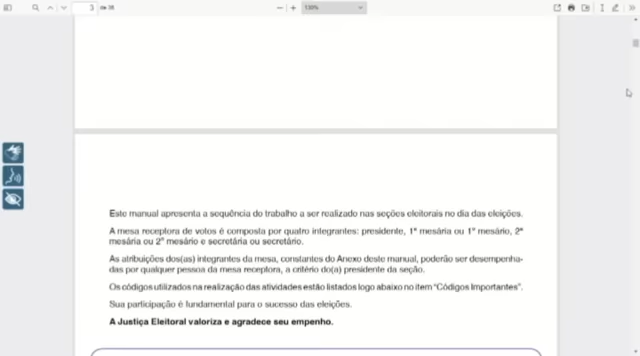 3 de 38
130%
Este manual apresenta a sequência do trabalho a ser realizado nas seções eleitorais no dia das eleições.
A mesa receptora de votos é composta por quatro integrantes: presidente, 1ª mesária ou 1º mesário, 2ª
mesária ou 2º mesário e secretária ou secretário.
As atribuições dos(as) integrantes da mesa, constantes do Anexo deste manual, poderão ser desempenha-
das por qualquer pessoa da mesa receptora, a critério do(a) presidente da seção.
Os códigos utilizados na realização das atividades estão listados logo abaixo no item "Códigos Importantes".
Sua participação é fundamental para o sucesso das eleições.
A Justiça Eleitoral valoriza e agradece seu empenho.